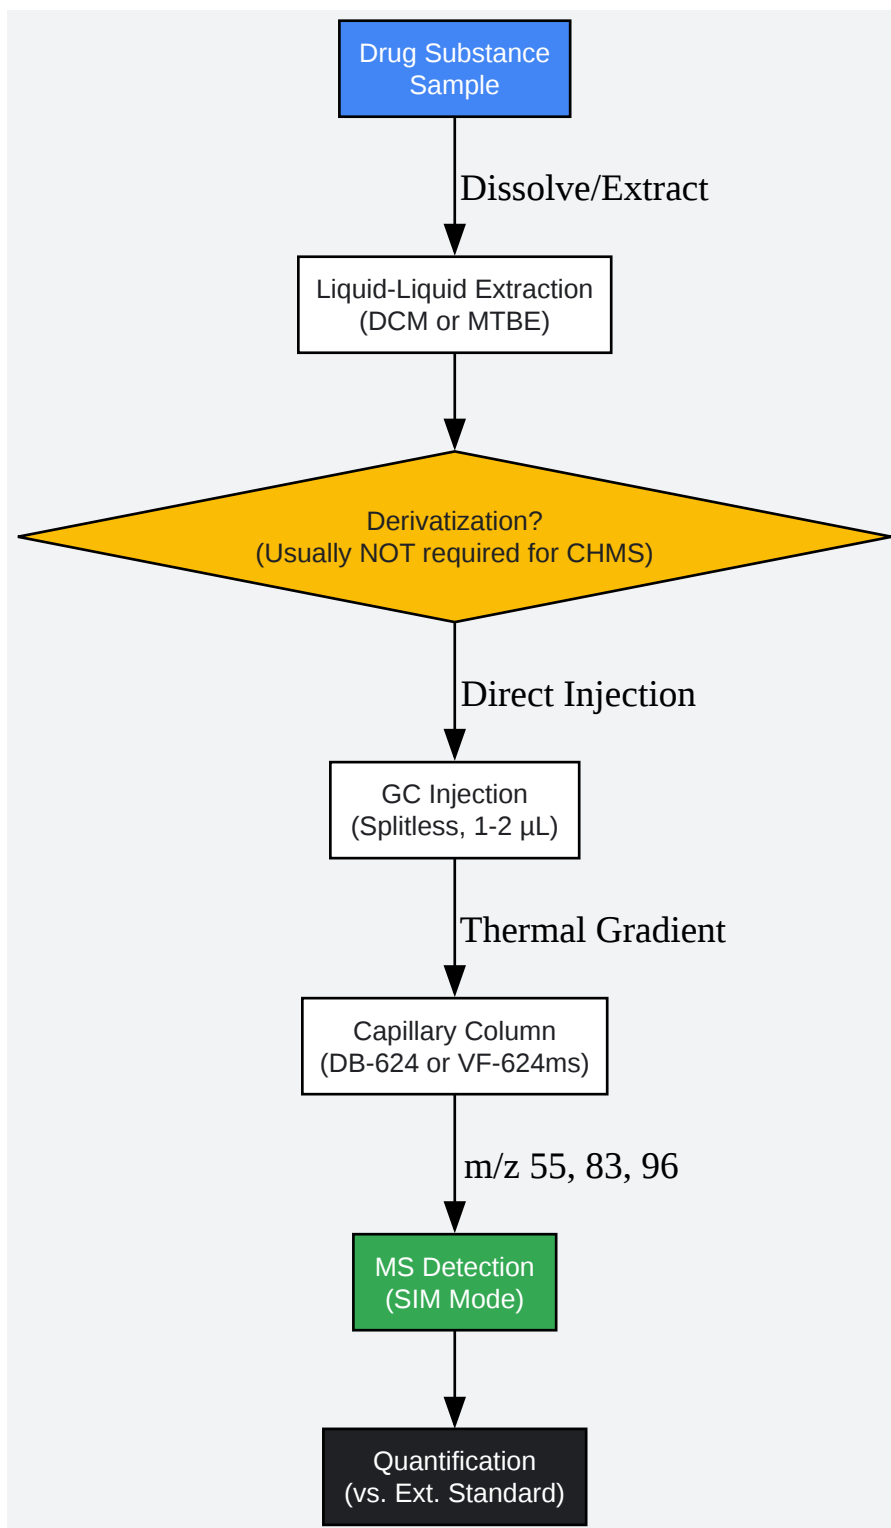 Drug Substance
Sample
Dissolve/Extract
Liquid-Liquid Extraction
(DCM or MTBE)
Derivatization?
(Usually NOT required for CHMS)
Direct Injection
GC Injection
(Splitless, 1-2 µL)
Thermal Gradient
Capillary Column
(DB-624 or VF-624ms)
m/z 55, 83, 96
MS Detection
(SIM Mode)
Quantification
(vs. Ext. Standard)